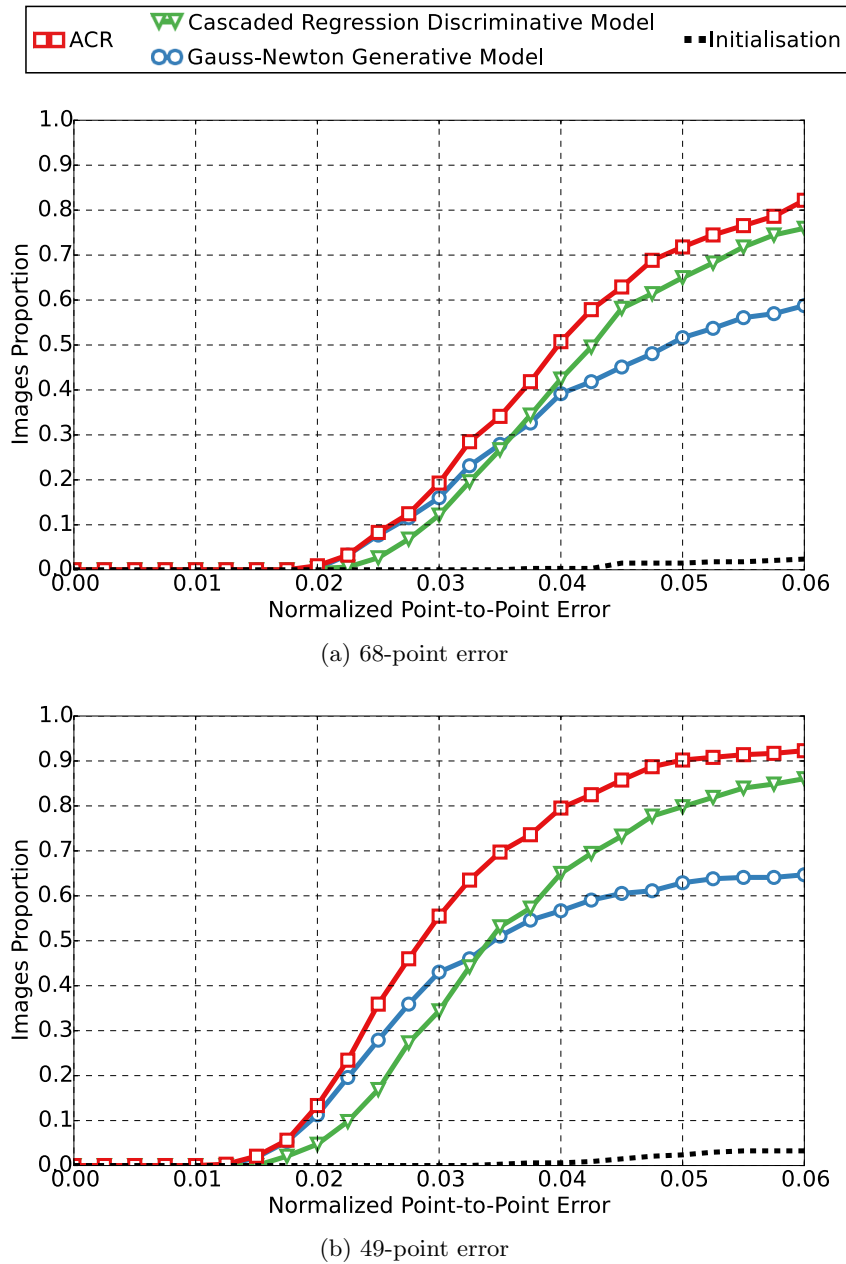 ACR
Cascaded Regression Discriminative Model
Gauss-Newton Generative Model
Initialisation
1.0
0.9
0.8
0.7
0.6
0.5
0.4
0.3
0.2
0.1
0.0
Images Proportion
0.00 0.01 0.02 0.03 0.04 0.05 0.06
Normalized Point-to-Point Error
(a) 68-point error
1.0
0.9
0.8
0.7
0.6
0.5
0.4
0.3
0.2
0.1
0.0
Images Proportion
0.00 0.01 0.02 0.03 0.04 0.05 0.06
Normalized Point-to-Point Error
(b) 49-point error